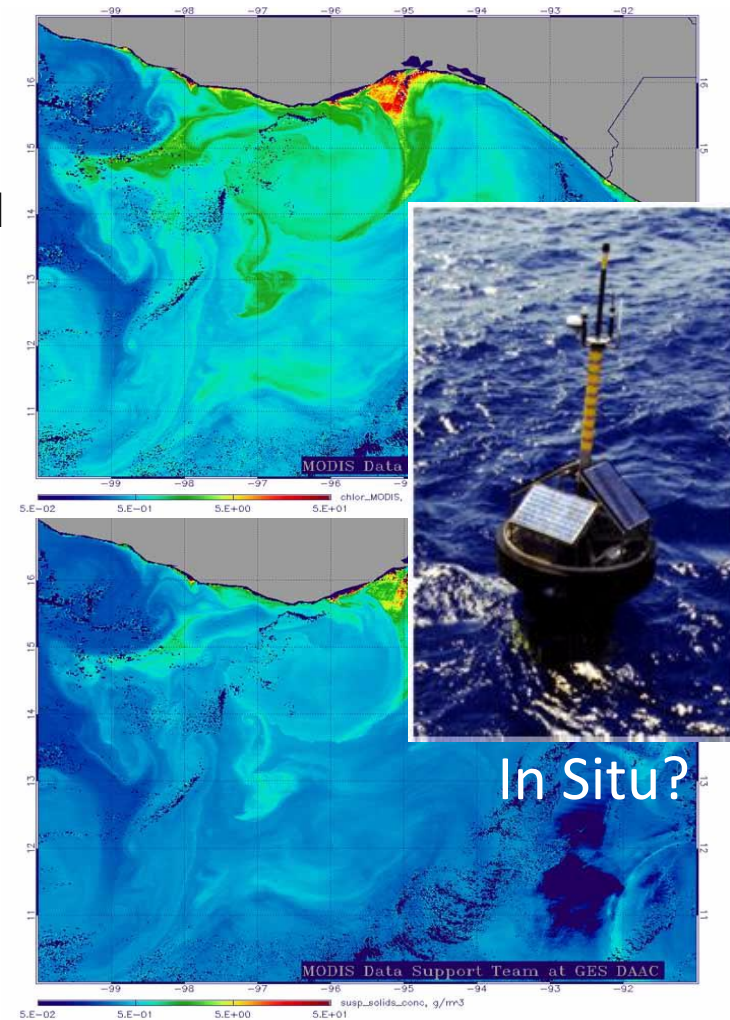 -99 -98 -97 -96 -95 -94 -93 -92
16 16
15 15
14
13
12
11
MODIS Data
-99 -98 -97 -96 -9
chlor_MODIS,
5.E-02 5.E-01 5.E+00 5.E+01
16
15
14
In Situ?
13 13
12 12
11 11
MODIS Data Support Team at GES DAAC
-99 -98 -97 -96 -95 -94 -93 -92
susp_solids_conc, g/m^3
5.E-02 5.E-01 5.E+00 5.E+01